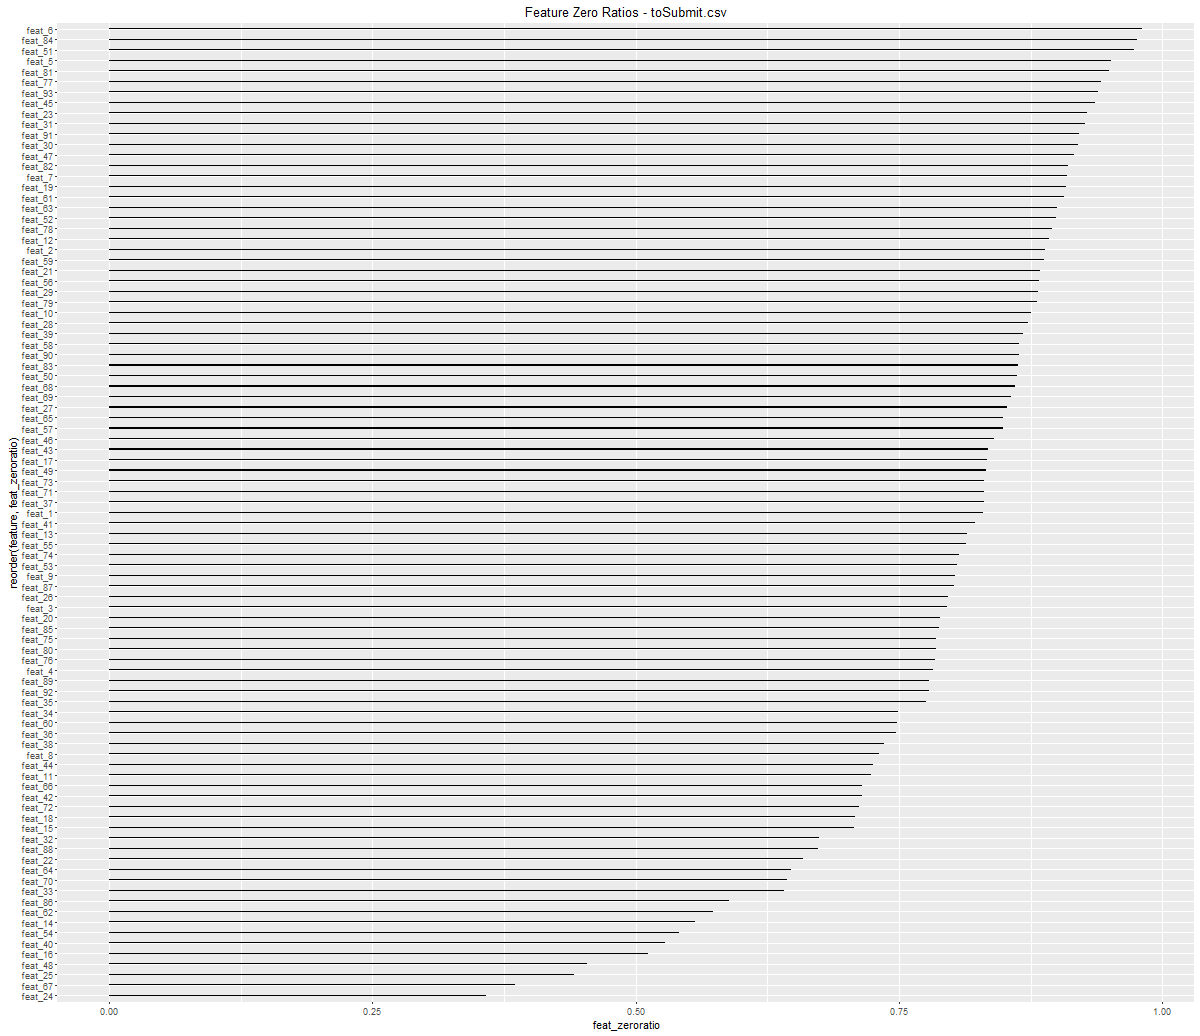 Feature Zero Ratios - toSubmit.csv
feat_6
feat_84
feat_51
feat_5
feat_81
feat_77
feat_93
feat_45
feat_23
feat_31
feat_91
feat_30
feat_47
feat_82
feat_7
feat_19
feat_61
feat_63
feat_52
feat_78
feat_12
feat_2
feat_59
feat_21
feat_56
feat_29
feat_79
feat_10
feat_28
feat_39
feat_58
feat_90
feat_83
feat_50
feat_68
feat_69
feat_27
feat_65
feat_57
feat_46
feat_43
feat_17
feat_49
feat_73
feat_71
feat_37
feat_1
feat_41
feat_13
feat_55
feat_74
feat_53
feat_9
feat_87
feat_26
feat_3
feat_20
feat_85
feat_75
feat_80
feat_76
feat_4
feat_89
feat_92
feat_35
feat_34
feat_60
feat_36
feat_38
feat_8
feat_44
feat_11
feat_66
feat_42
feat_72
feat_18
feat_15
feat_32
feat_88
feat_22
feat_64
feat_70
feat_33
feat_86
feat_62
feat_14
feat_54
feat_40
feat_16
feat_48
feat_25
feat_67
feat_24
reorder(feature, feat_zeroratio)
0.00 0.25 0.50 0.75 1.00
feat_zeroratio